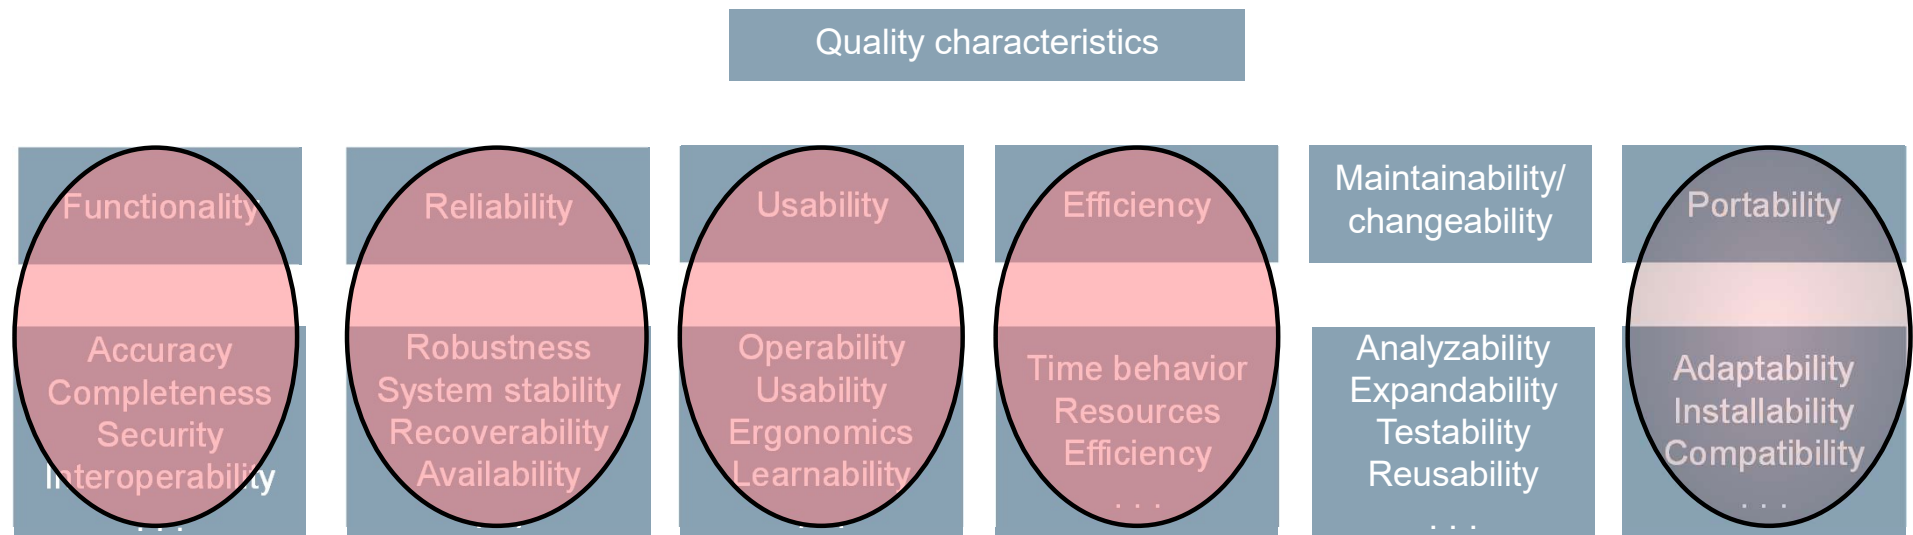 Quality characteristics
Functionality
Reliability
Usability
Efficiency
Maintainability/
changeability
Portability
Accuracy
Completeness
Security
Interoperability
. . .
Robustness
System stability
Recoverability
Availability
. . .
Operability
Usability
Ergonomics
Learnability
. . .
Time behavior
Resources
Efficiency
. . .
Analyzability
Expandability
Testability
Reusability
. . .
Adaptability
Installability
Compatibility
. . .